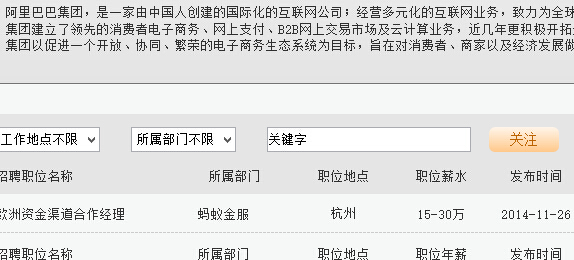 阿里巴巴集团，是一家由中国人创建的国际化的互联网公司；经营多元化的互联网业务，致力为全球
集团建立了领先的消费者电子商务、网上支付、B2B网上交易市场及云计算业务，近几年更积极开拓
集团以促进一个开放、协同、繁荣的电子商务生态系统为目标，旨在对消费者、商家以及经济发展做
工作地点不限 所属部门不限 关键字 关注
招聘职位名称 所属部门 职位地点 职位薪水 发布时间
欧洲资金渠道合作经理 蚂蚁金服 杭州 15-30万 2014-11-26
招聘职位名称 所属部门 职位地点 职位年薪 发布时间